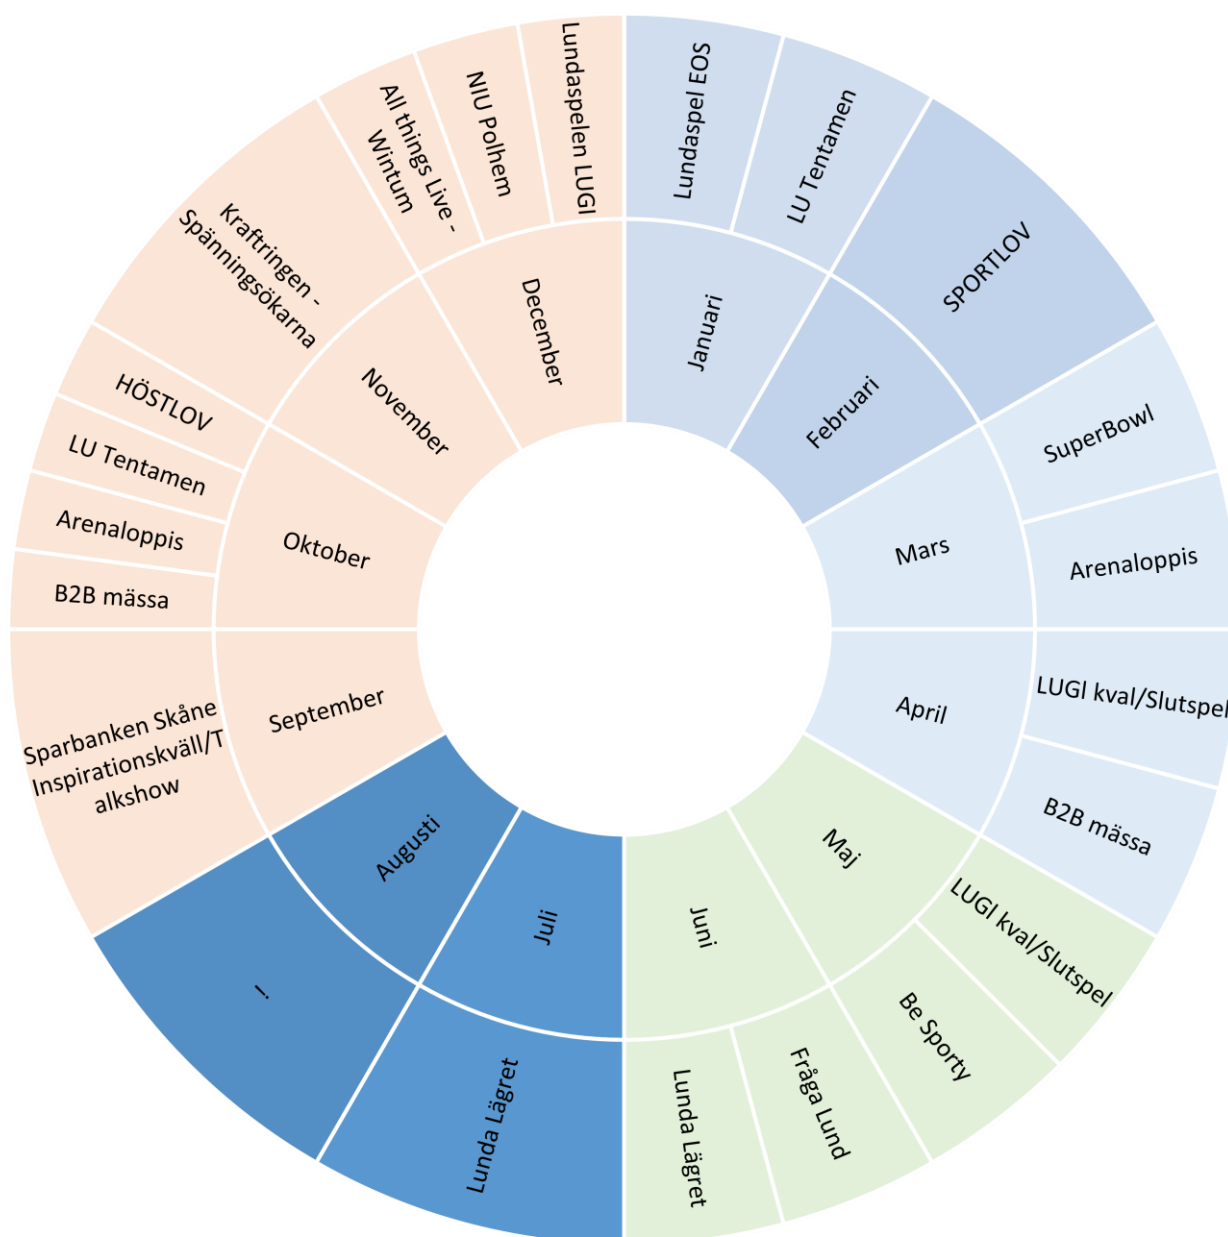 Januari
Lundaspel EOS
LU Tentamen
Februari
SPORTLOV
Mars
SuperBowl
Arenaloppis
April
LUGI kval/Slutspel
B2B mässa
Maj
LUGI kval/Slutspel
Be Sporty
Juni
Fråga Lund
Lunda Lägret
Juli
Lunda Lägret
Augusti
!
September
Sparbanken Skåne
Inspirationskväll/T
alkshow
Oktober
B2B mässa
Arenaloppis
LU Tentamen
HÖSTLOV
November
Kraftringen -
Spänningsökarna
December
All things Live -
Wintum
NIU Polhem
Lundaspelen LUGI